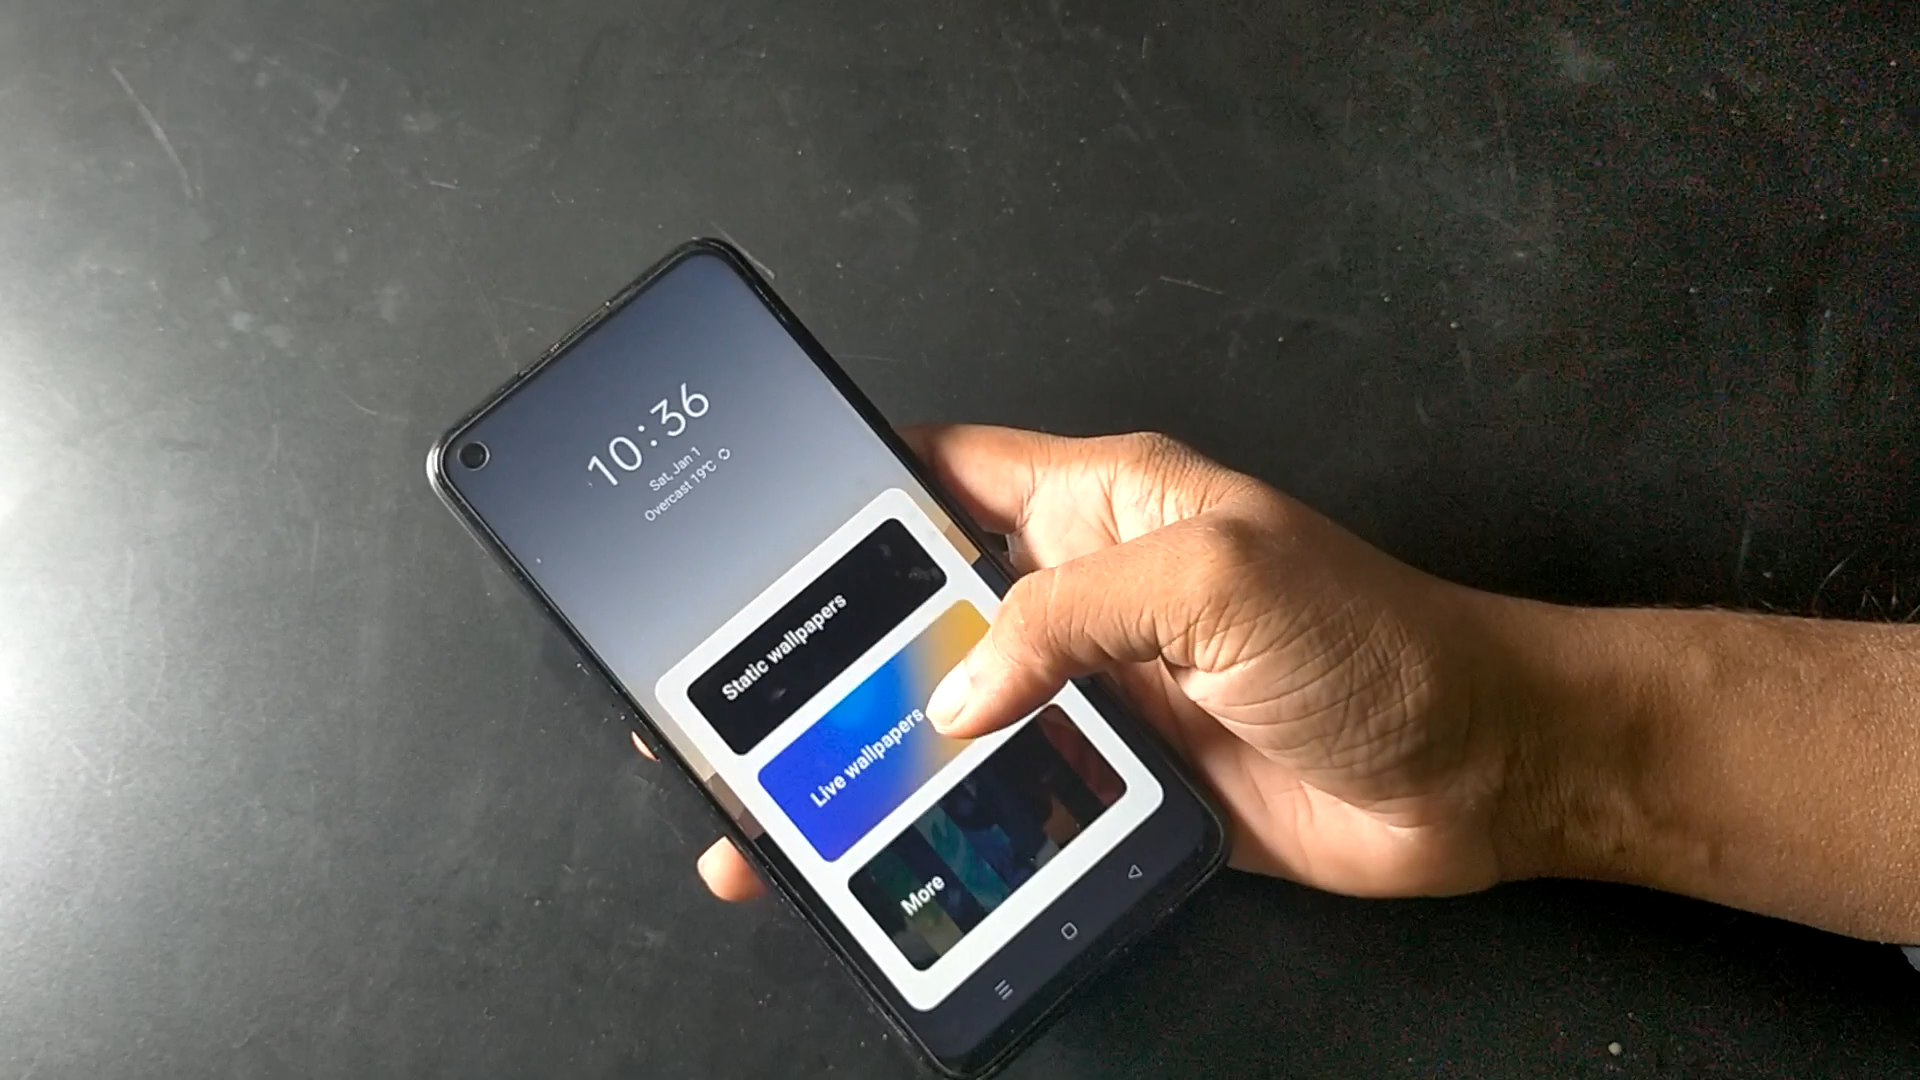 10:36
Sat, Jan 1
Overcast 19°C
Static wallpapers
Live wallpapers
More